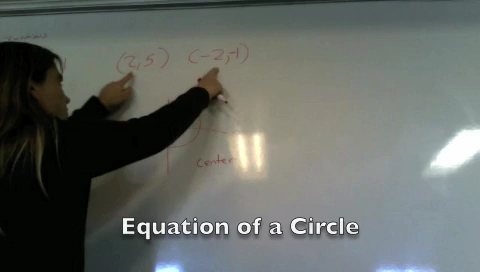 (2,5) (-2,-1)
Center
Equation of a Circle